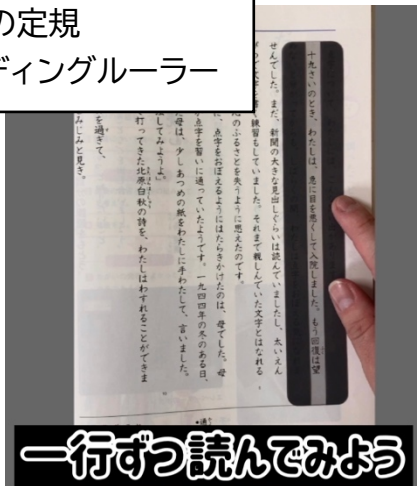 の定規
ディングルーラー
十九さいのとき、わたしは、急に目を悪くして入院しました。もう回復は望
せんでした。まだ、新聞の大きな見出しぐらいは読んでいましたし、太いえん
練習もしていました。それまで親しんでいた文字とはなれる
ふるさとを失うように思えたのです。
点字をおぼえるようにはたらきかけたのは、母でした。母
点字を習いに通っていたようです。一九四四年の冬のある日、
母は、少しあつめの紙をわたしに手わたして、言いました。
してみようよ。」
打ってきた北原白秋の詩を、わたしはわすれることができま
を過ぎて、
みじみと見き。
一行ずつ読んでみよう